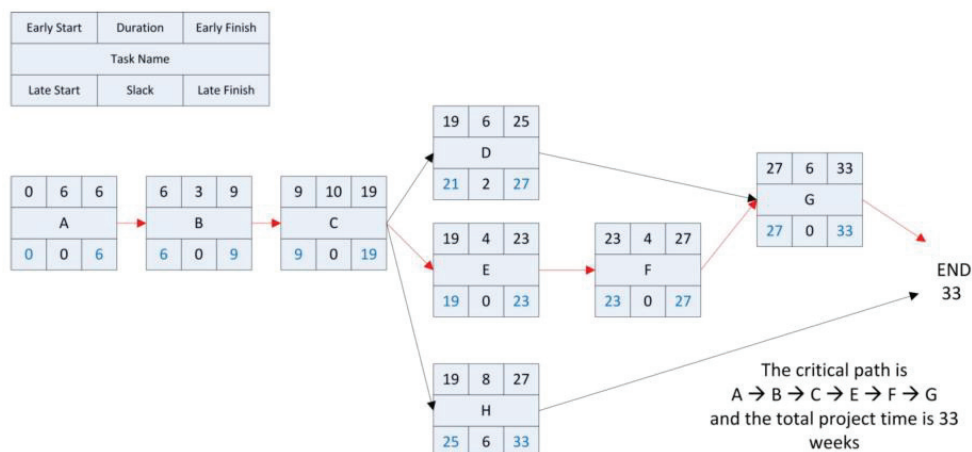 Early Start Duration Early Finish
Task Name
Late Start Slack Late Finish
0 6 6
A
0 0 6
6 3 9
B
6 0 9
9 10 19
C
9 0 19
19 6 25
D
21 2 27
19 4 23
E
19 0 23
23 4 27
F
23 0 27
27 6 33
G
27 0 33
19 8 27
H
25 6 33
END
33
The critical path is
A → B → C → E → F → G
and the total project time is 33
weeks